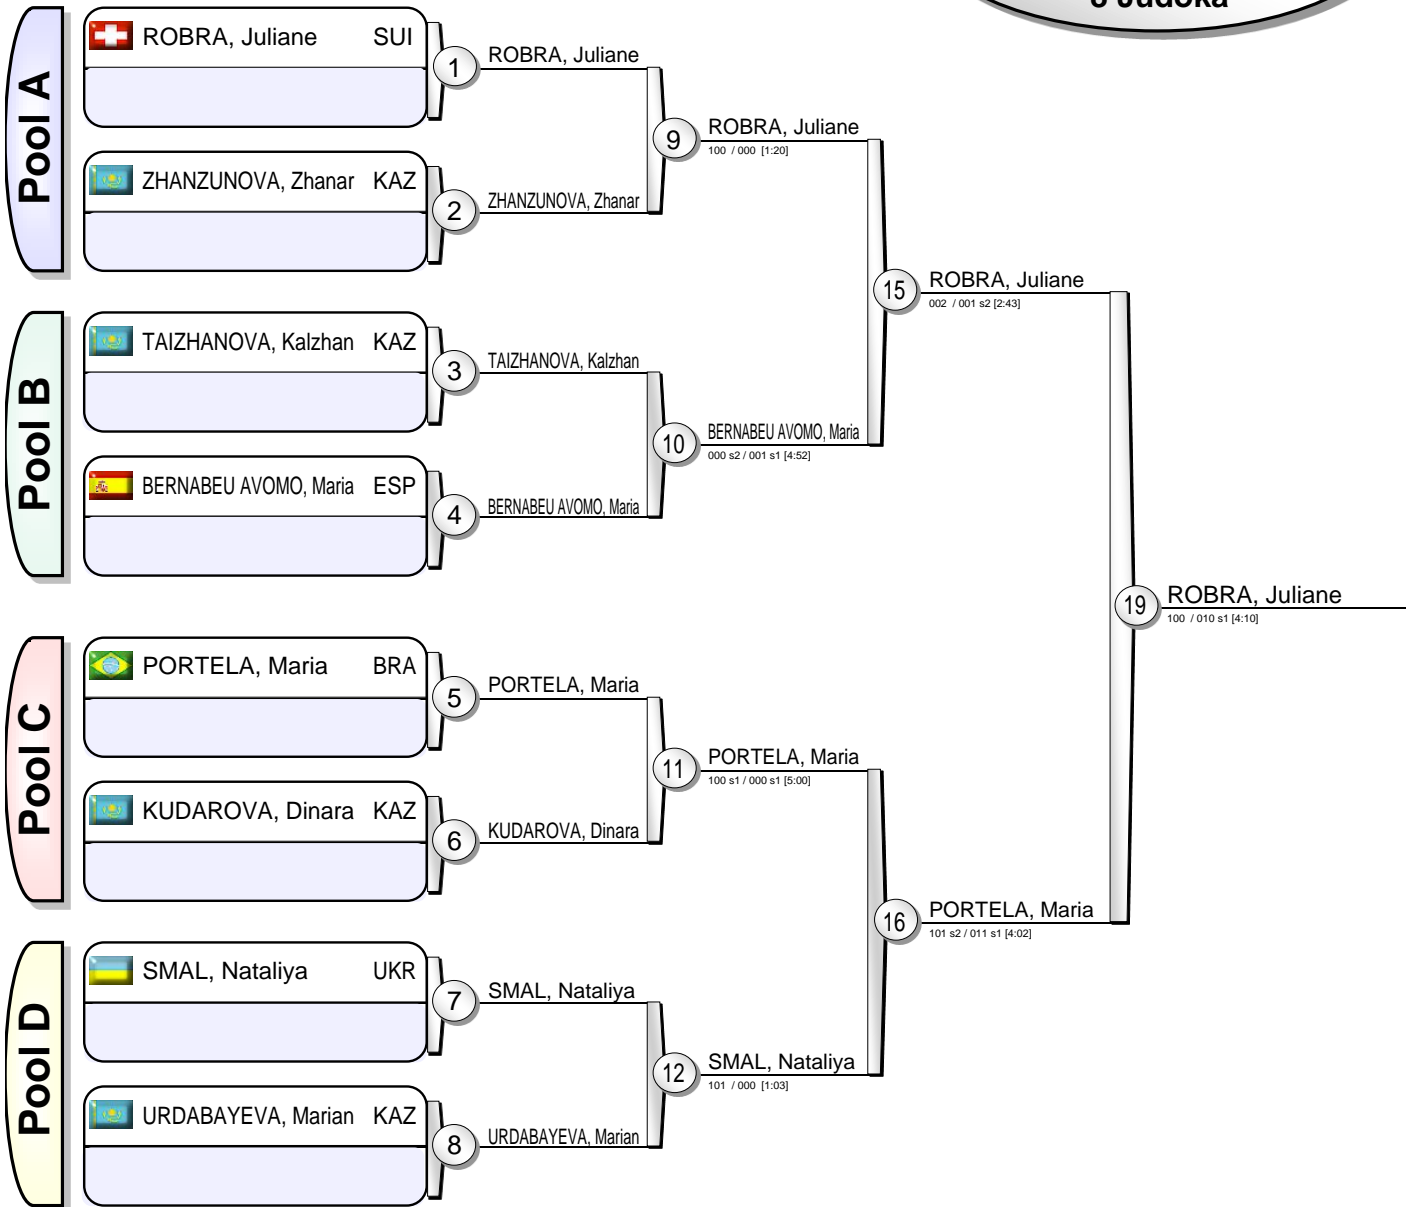 8 Judoka
Pool A
ROBRA, Juliane SUI
1
ROBRA, Juliane
ZHANZUNOVA, Zhanar KAZ
2
ZHANZUNOVA, Zhanar
9
ROBRA, Juliane
100 / 000 [1:20]
Pool B
TAIZHANOVA, Kalzhan KAZ
3
TAIZHANOVA, Kalzhan
BERNABEU AVOMO, Maria ESP
4
BERNABEU AVOMO, Maria
10
BERNABEU AVOMO, Maria
000 s2 / 001 s1 [4:52]
15
ROBRA, Juliane
002 / 001 s2 [2:43]
Pool C
PORTELA, Maria BRA
5
PORTELA, Maria
KUDAROVA, Dinara KAZ
6
KUDAROVA, Dinara
11
PORTELA, Maria
100 s1 / 000 s1 [5:00]
Pool D
SMAL, Nataliya UKR
7
SMAL, Nataliya
URDABAYEVA, Marian KAZ
8
URDABAYEVA, Marian
12
SMAL, Nataliya
101 / 000 [1:03]
16
PORTELA, Maria
101 s2 / 011 s1 [4:02]
19
ROBRA, Juliane
100 / 010 s1 [4:10]